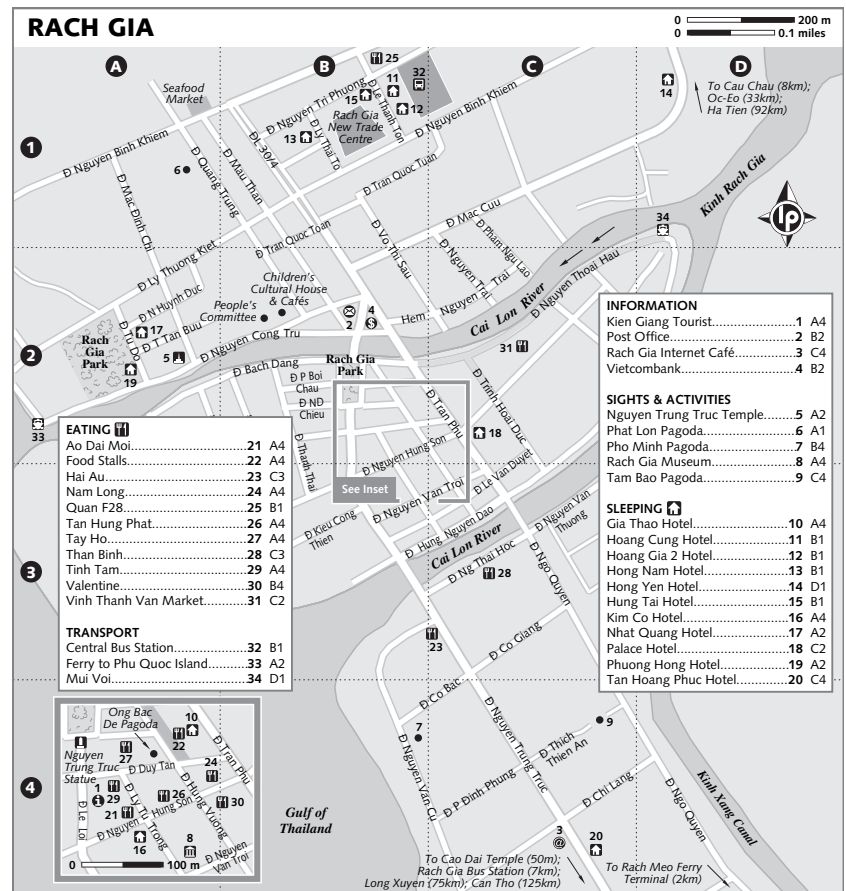 RACH GIA
0 200 m
0 0.1 miles
A
B
C
D
25
32
11
15
12
13
14
Seafood
Market
Đ Nguyen Tri Phuong
Đ Le Thanh Ton
Rach Gia
New Trade
Centre
Đ Ly Thai To
Đ Nguyen Binh Khiem
ĐL 30/4
To Cau Chau (8km);
Oc-Eo (33km);
Ha Tien (92km)
1
Đ Nguyen Binh Khiem
6
Đ Quang Trung
Đ Mau Than
Đ Mac Dinh Chi
Đ Tran Quoc Tuan
Kinh Rach Gia
lp
34
Đ Mac Cuu
Đ Pham Ngu Lao
Đ Tran Quoc Toan
Đ Vo Thi Sau
Đ Nguyen Trai
Đ Ly Thuong Kiet
Đ Nguyen Thoai Hau
Children's
Cultural House
& Cafés
People's
Committee
Hem Nguyen Trai
Cai Lon River
Đ N Huynh Duc
Đ Tu Do
Đ T Tan Buu
17
2
4
2
Rach
Gia
Park
5
19
Đ Nguyen Cong Tru
Rach Gia
Park
31
Đ Bach Dang
Đ P Boi
Chau
Đ ND
Chieu
Đ Thanh Thai
Đ Tran Phu
Đ Trinh Hoai Duc
18
33
Đ Nguyen Hung Son
See Inset
Đ Nguyen Van Troi
Đ Le Van Duyet
Đ Kieu Cong
Thien
Đ Hung Nguyen Dao
Đ Nguyen Van
Thuong
Cai Lon River
Đ Ng Thai Hoc
28
Đ Ngo Quyen
3
23
Đ Co Giang
Đ Co Bac
7
9
Đ Nguyen Van Cu
Đ Nguyen Trung Truc
Đ Thich
Thien An
Đ P Đinh Phung
Đ Chi Lang
Đ Ngo Quyen
Kinh Xang Canal
Gulf of
Thailand
3
20
To Cao Dai Temple (50m);
Rach Gia Bus Station (7km);
Long Xuyen (75km); Can Tho (125km)
To Rach Meo Ferry
Terminal (2km)
EATING
Ao Dai Moi 21 A4
Food Stalls 22 A4
Hai Au 23 C3
Nam Long 24 A4
Quan F28 25 B1
Tan Hung Phat 26 A4
Tay Ho 27 A4
Than Binh 28 C3
Tinh Tam 29 A4
Valentine 30 B4
Vinh Thanh Van Market 31 C2
TRANSPORT
Central Bus Station 32 B1
Ferry to Phu Quoc Island 33 A2
Mui Voi 34 D1
INFORMATION
Kien Giang Tourist 1 A4
Post Office 2 B2
Rach Gia Internet Café 3 C4
Vietcombank 4 B2
SIGHTS & ACTIVITIES
Nguyen Trung Truc Temple 5 A2
Phat Lon Pagoda 6 A1
Pho Minh Pagoda 7 B4
Rach Gia Museum 8 A4
Tam Bao Pagoda 9 C4
SLEEPING
Gia Thao Hotel 10 A4
Hoang Cung Hotel 11 B1
Hoang Gia 2 Hotel 12 B1
Hong Nam Hotel 13 B1
Hong Yen Hotel 14 D1
Hung Tai Hotel 15 B1
Kim Co Hotel 16 A4
Nhat Quang Hotel 17 A2
Palace Hotel 18 C2
Phuong Hong Hotel 19 A2
Tan Hoang Phuc Hotel 20 C4
4
Ong Bac
De Pagoda
10
22
Nguyen
Trung Truc
Statue
27
Đ Duy Tan
24
Đ Tran Phu
1
29
26
30
21
Đ Le Loi
Đ Ly Tu Trong
Đ Nguyen Hung Son
Đ Hung Vuong
16
8
Đ Nguyen
Van Troi
0 100 m